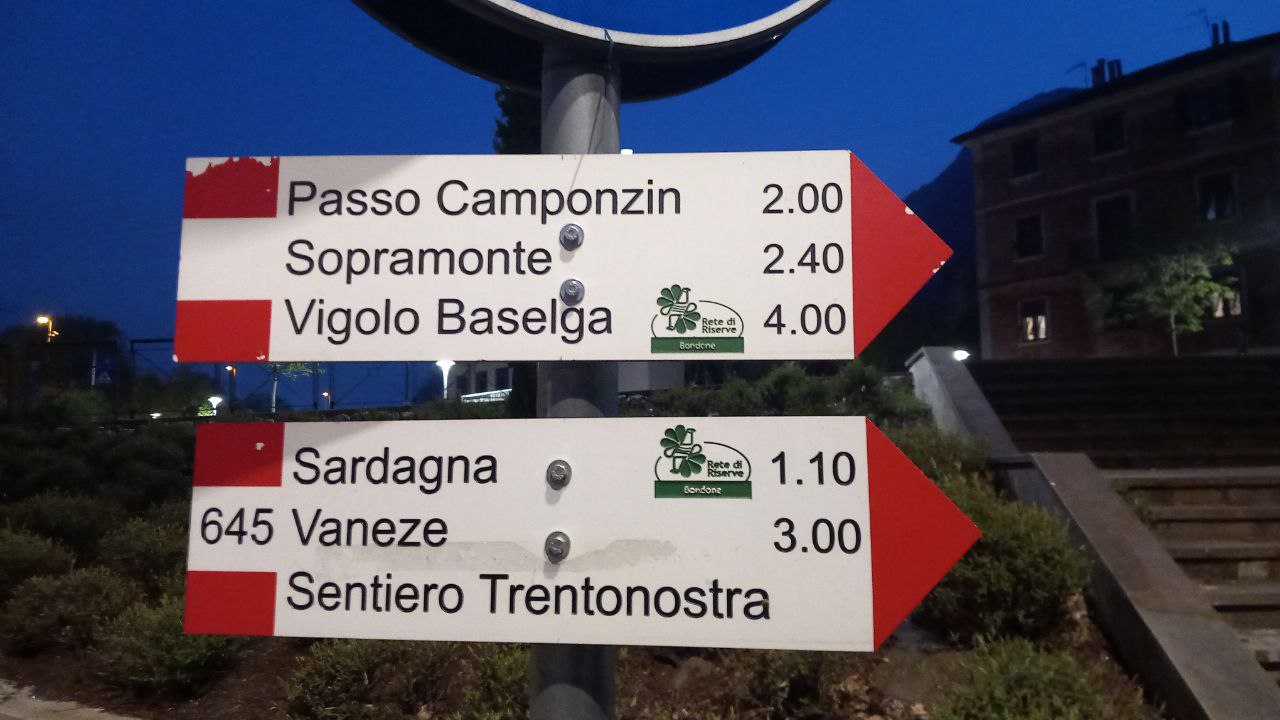 Passo Camponzin 2.00
Sopramonte 2.40
Vigolo Baselga 4.00
Rete di
Riserve
Bondone
Sardagna 1.10
Rete di
Riserve
Bondone
645 Vaneze 3.00
Sentiero Trentonostra